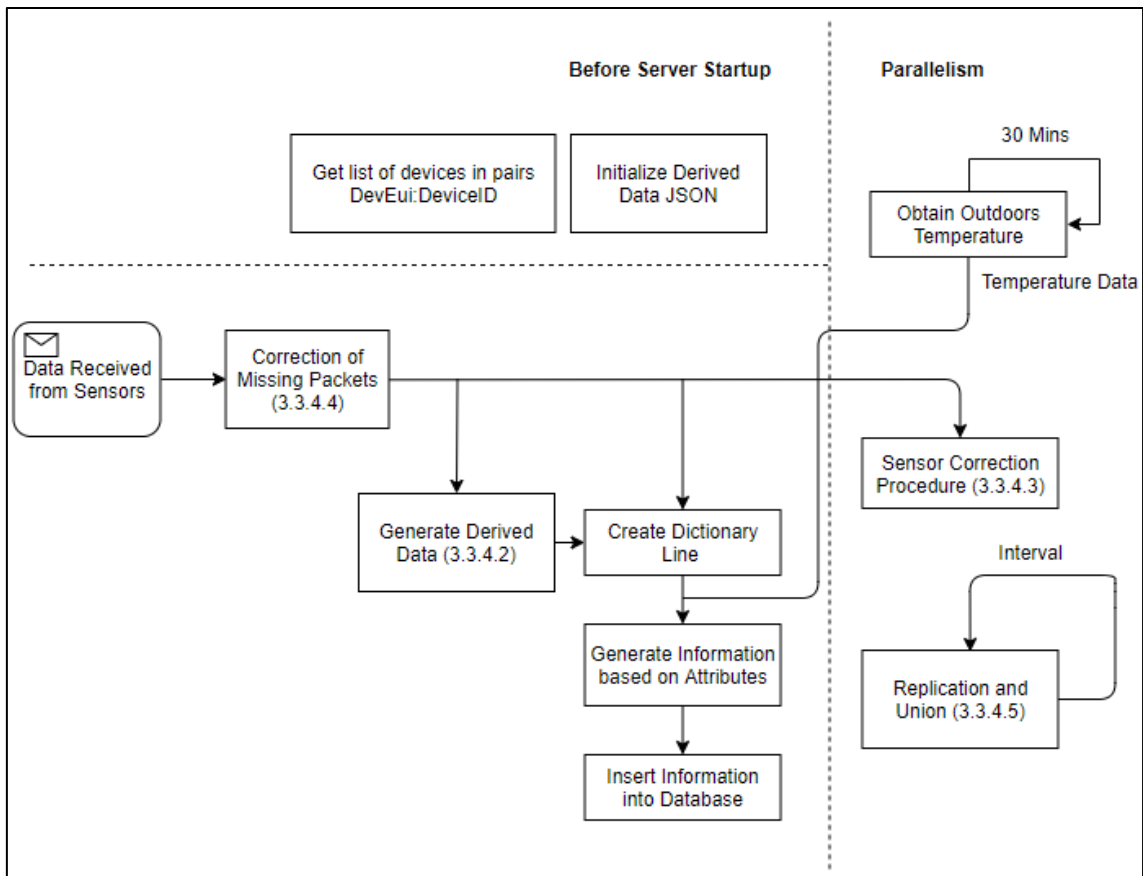 Before Server Startup
Parallelism
Get list of devices in pairs
DevEui:DeviceID
Initialize Derived
Data JSON
30 Mins
Obtain Outdoors
Temperature
Temperature Data
Data Received
from Sensors
Correction of
Missing Packets
(3.3.4.4)
Sensor Correction
Procedure (3.3.4.3)
Generate Derived
Data (3.3.4.2)
Create Dictionary
Line
Interval
Generate Information
based on Attributes
Replication and
Union (3.3.4.5)
Insert Information
into Database